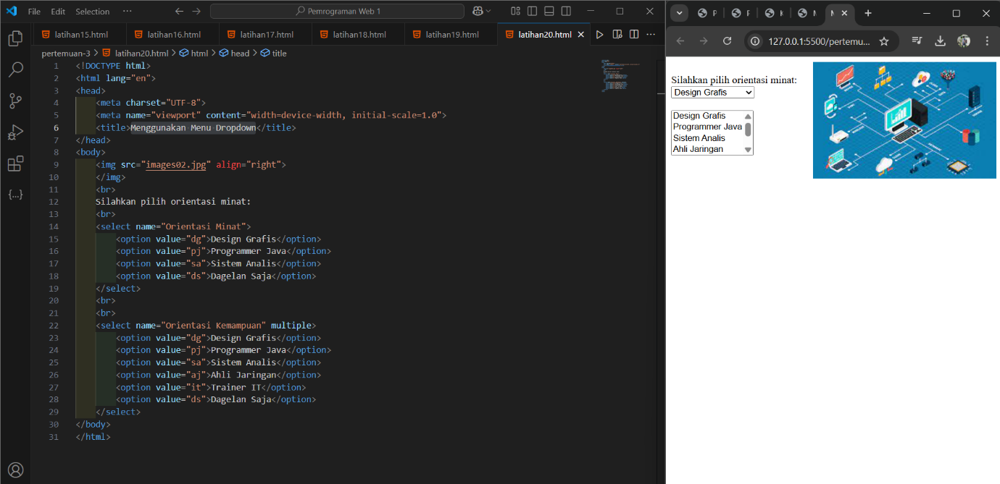 File Edit Selection ··· Pemrograman Web 1
latihan15.html latihan16.html latihan17.html latihan18.html latihan19.html latihan20.html
pertemuan-3 > latihan20.html > html > head > title
1 <!DOCTYPE html>
2 <html lang="en">
3 <head>
4 <meta charset="UTF-8">
5 <meta name="viewport" content="width=device-width, initial-scale=1.0">
6 <title>Menggunakan Menu Dropdown</title>
7 </head>
8 <body>
9 <img src="images02.jpg" align="right">
10 </img>
11 <br>
12 Silahkan pilih orientasi minat:
13 <br>
14 <select name="Orientasi Minat">
15 <option value="dg">Design Grafis</option>
16 <option value="pj">Programmer Java</option>
17 <option value="sa">Sistem Analis</option>
18 <option value="ds">Dagelan Saja</option>
19 </select>
20 <br>
21 <br>
22 <select name="Orientasi Kemampuan" multiple>
23 <option value="dg">Design Grafis</option>
24 <option value="pj">Programmer Java</option>
25 <option value="sa">Sistem Analis</option>
26 <option value="aj">Ahli Jaringan</option>
27 <option value="it">Trainer IT</option>
28 <option value="ds">Dagelan Saja</option>
29 </select>
30 </body>
31 </html>
127.0.0.1:5500/pertemu...
Silahkan pilih orientasi minat:
Design Grafis
Design Grafis
Programmer Java
Sistem Analis
Ahli Jaringan